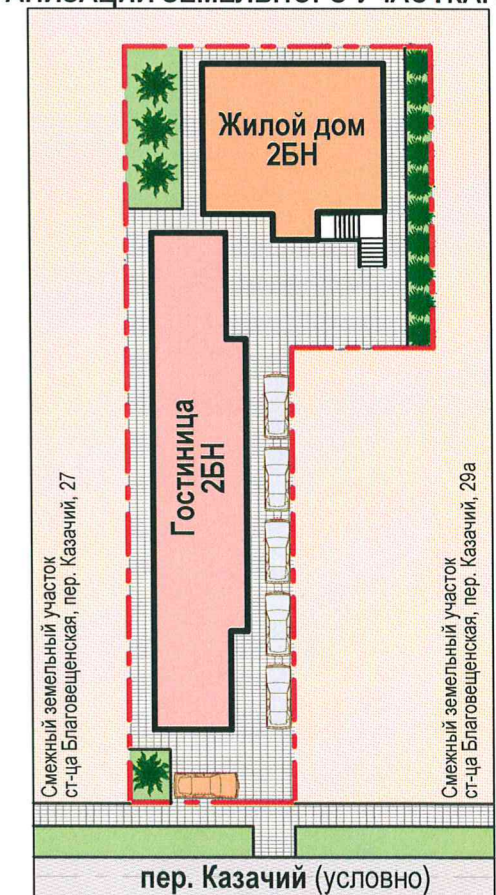 Жилой дом
2БН
Гостиница
2БН
Смежный земельный участок
ст-ца Благовещенская, пер. Казачий, 27
Смежный земельный участок
ст-ца Благовещенская, пер. Казачий, 29а
пер. Казачий (условно)